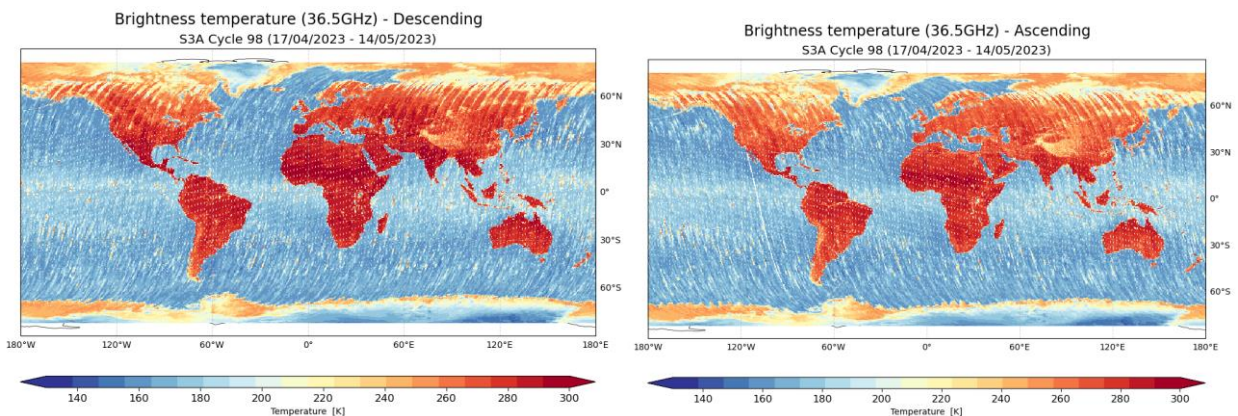 Brightness temperature (36.5GHz) - Descending
S3A Cycle 98 (17/04/2023 - 14/05/2023)
60°N
30°N
0°
30°S
60°S
180°W 120°W 60°W 0° 60°E 120°E 180°E
140 160 180 200 220 240 260 280 300
Temperature [K]
Brightness temperature (36.5GHz) - Ascending
S3A Cycle 98 (17/04/2023 - 14/05/2023)
60°N
30°N
0°
30°S
60°S
180°W 120°W 60°W 0° 60°E 120°E 180°E
140 160 180 200 220 240 260 280 300
Temperature [K]